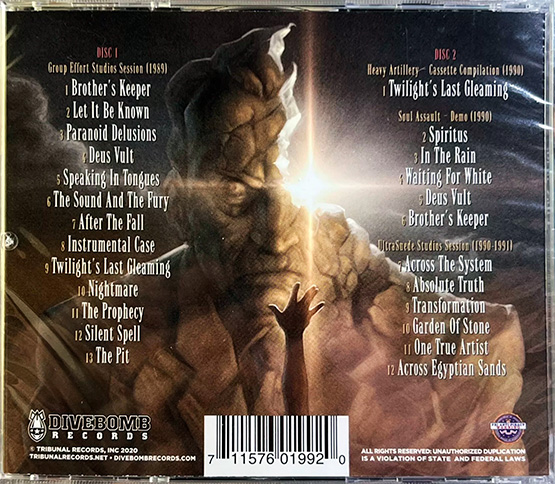 DISC 1
Group Effort Studios Session (1989)
1 Brother's Keeper
2 Let It Be Known
3 Paranoid Delusions
4 Deus Vult
5 Speaking In Tongues
6 The Sound And The Fury
7 After The Fall
8 Instrumental Case
9 Twilight's Last Gleaming
10 Nightmare
11 The Prophecy
12 Silent Spell
13 The Pit
DISC 2
Heavy Artillery - Cassette Compilation (1990)
1 Twilight's Last Gleaming
Soul Assault - Demo (1990)
2 Spiritus
3 In The Rain
4 Waiting For White
5 Deus Vult
6 Brother's Keeper
UltraSuede Studios Session (1990-1991)
7 Across The System
8 Absolute Truth
9 Transformation
10 Garden Of Stone
11 One True Artist
12 Across Egyptian Sands
DIVEBOMB
RECORDS
© TRIBUNAL RECORDS, INC 2020
TRIBUNALRECORDS.NET • DIVEBOMBRECORDS.COM
7 11576 01992 0
ALL RIGHTS RESERVED: UNAUTHORIZED DUPLICATION
IS A VIOLATION OF STATE AND FEDERAL LAWS